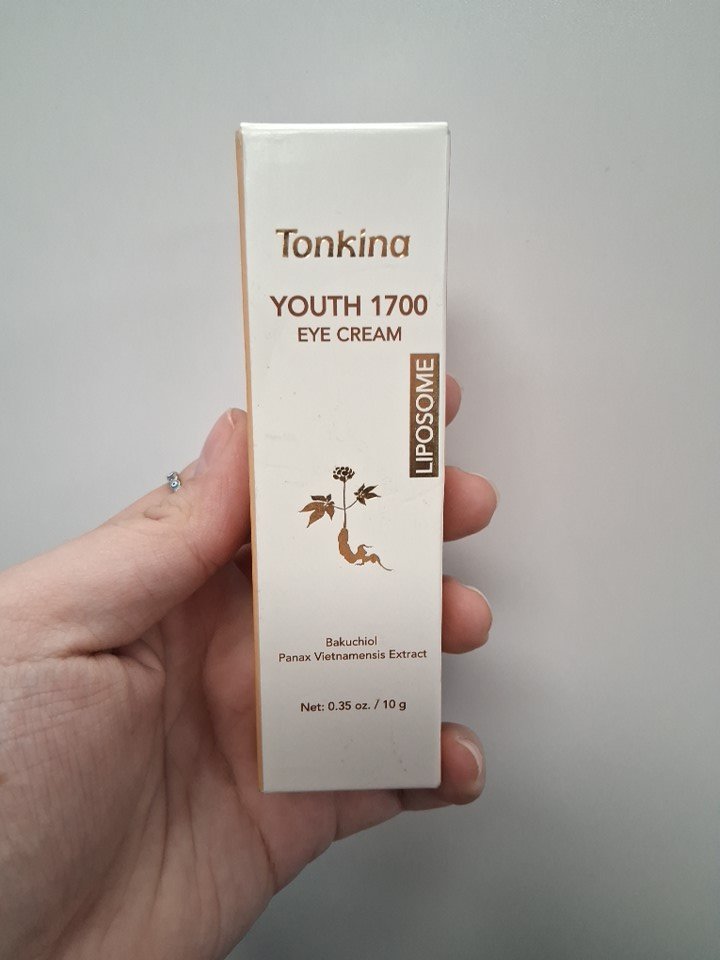 Tonkina
YOUTH 1700
EYE CREAM
LIPOSOME
Bakuchiol
Panax Vietnamensis Extract
Net: 0.35 oz. / 10 g